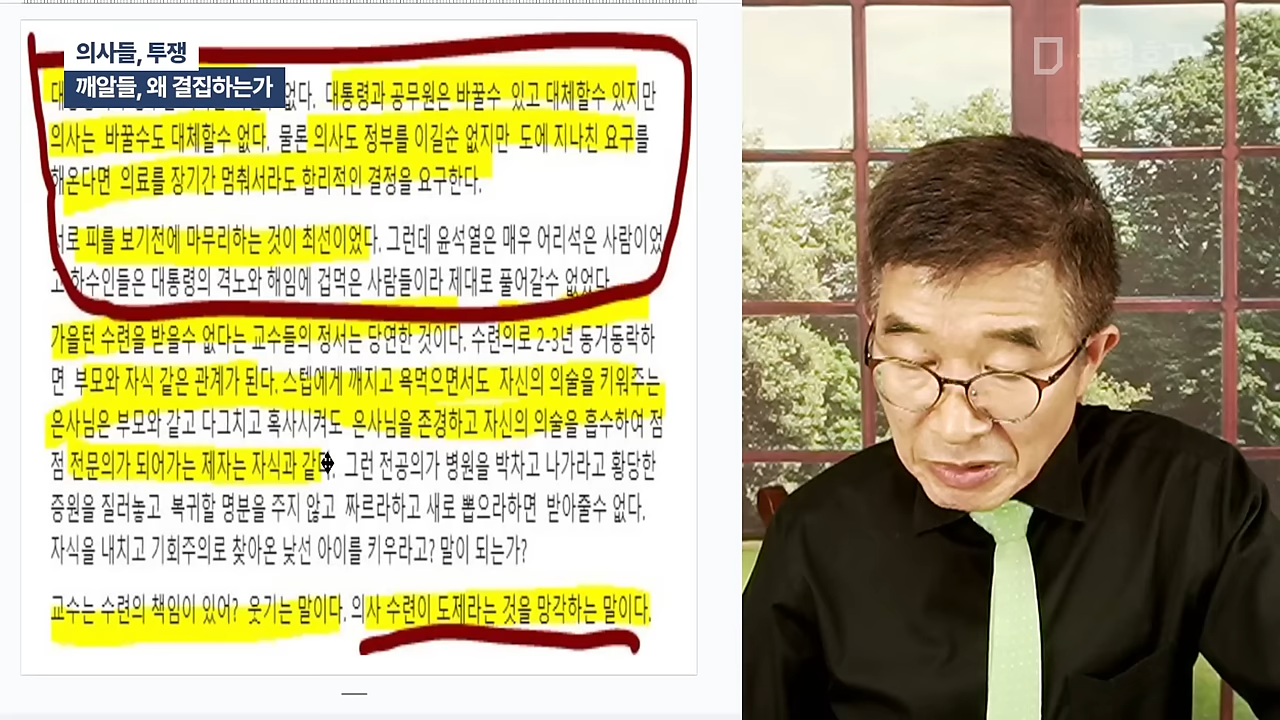 의사들, 투쟁
깨알들, 왜 결집하는가
없다. 대통령과 공무원은 바꿀수 있고 대체할수 있지만
의사는 바꿀수도 대체할수 없다. 물론 의사도 정부를 이길순 없지만 도에 지나친 요구를
해온다면 의료를 장기간 멈춰서라도 합리적인 결정을 요구한다.
서로 피를 보기전에 마무리하는 것이 최선이었다. 그런데 윤석열은 매우 어리석은 사람이었
고 하수인들은 대통령의 격노와 해임에 겁먹은 사람들이라 제대로 풀어갈수 없었다.
가을턴 수련을 받을수 없다는 교수들의 정서는 당연한 것이다. 수련의로 2-3년 동거동락하
면 부모와 자식 같은 관계가 된다. 스텝에게 깨지고 욕먹으면서도 자신의 의술을 키워주는
은사님은 부모와 같고 다그치고 혹사시켜도 은사님을 존경하고 자신의 의술을 흡수하여 점
점 전문의가 되어가는 제자는 자식과 같다. 그런 전공의가 병원을 박차고 나가라고 황당한
증원을 질러놓고 복귀할 명분을 주지 않고 짜르라하고 새로 뽑으라하면 받아줄수 없다.
자식을 내치고 기회주의로 찾아온 낯선 아이를 키우라고? 말이 되는가?
교수는 수련의 책임이 있어? 웃기는 말이다. 의사 수련이 도제라는 것을 망각하는 말이다.